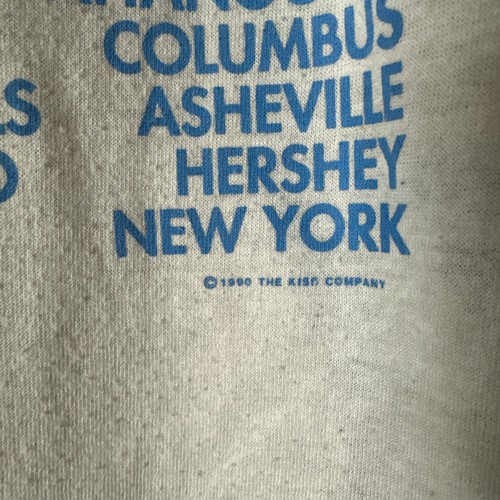 COLUMBUS
ASHEVILLE
HERSHEY
NEW YORK
© 1990 THE KISS COMPANY